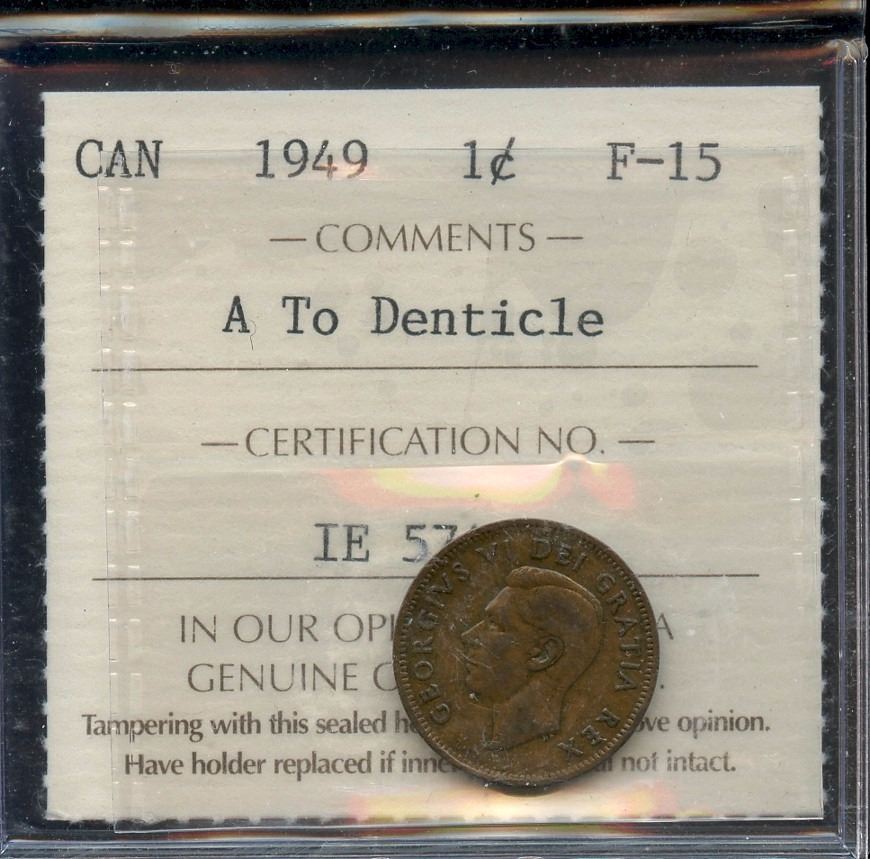 CAN 1949 1¢ F-15
— COMMENTS —
A To Denticle
— CERTIFICATION NO. —
IE
IN OUR
GENUINE
Tampering with this sealed opinion.
Have holder replaced if not intact.
GEORGIVS VI DEI GRATIA REX